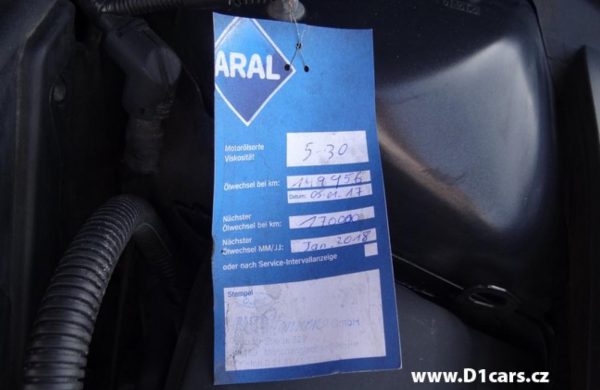 ARAL
Motorölsorte
Viskosität
5-30
Ölwechsel bei km:
149956
Datum: 05.01.17
Nächster
Ölwechsel bei km:
170000
Nächster
Ölwechsel MM/JJ:
Jan 2018
oder nach Service-Intervallanzeige
Stempel
www.D1cars.cz